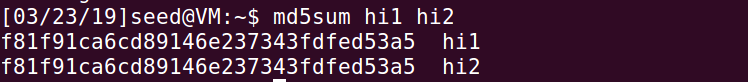 [03/23/19]seed@VM:~$ md5sum hi1 hi2
f81f91ca6cd89146e237343fdfed53a5  hi1
f81f91ca6cd89146e237343fdfed53a5  hi2